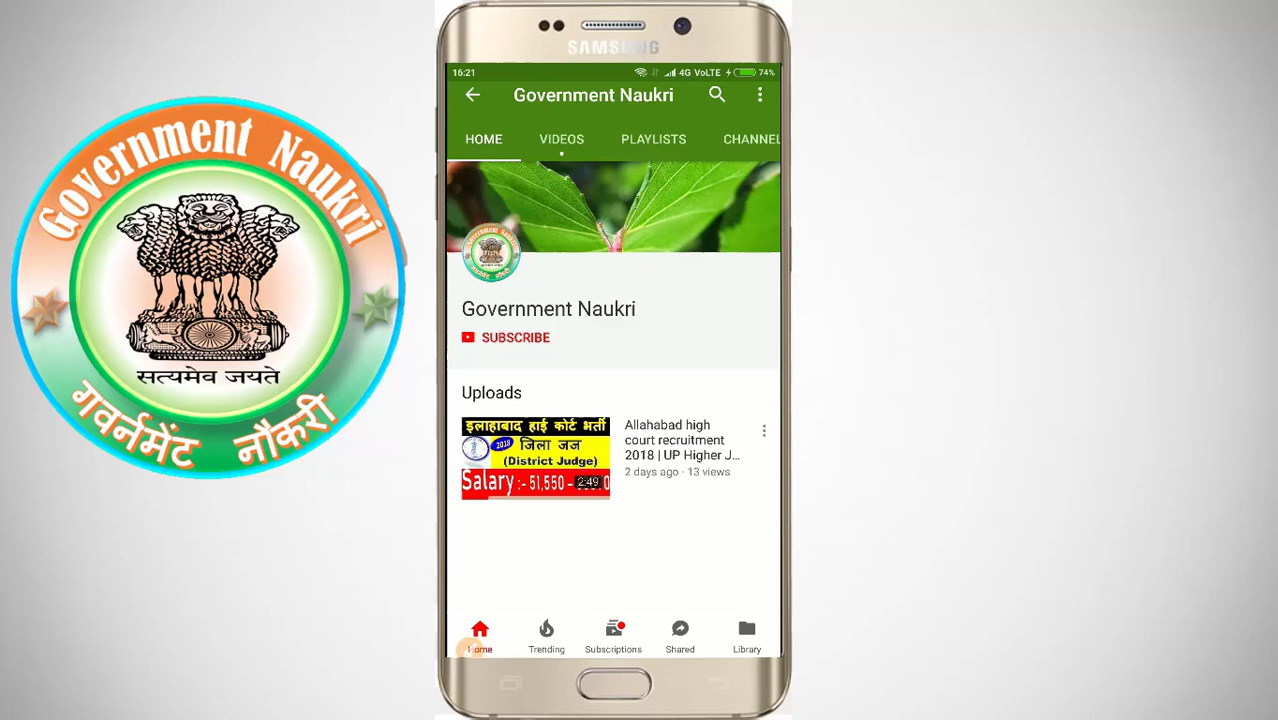 Government Naukri
सत्यमेव जयते
गवर्नमेंट नौकरी
SAMSUNG
16:21
4G VoLTE 74%
Government Naukri
HOME VIDEOS PLAYLISTS CHANNEL
Government Naukri
SUBSCRIBE
Uploads
इलाहाबाद हाई कोर्ट भर्ती
2018 जिला जज
(District Judge)
Salary :- 51,550 -
2:49
Allahabad high
court recruitment
2018 | UP Higher J...
2 days ago · 13 views
Home Trending Subscriptions Shared Library